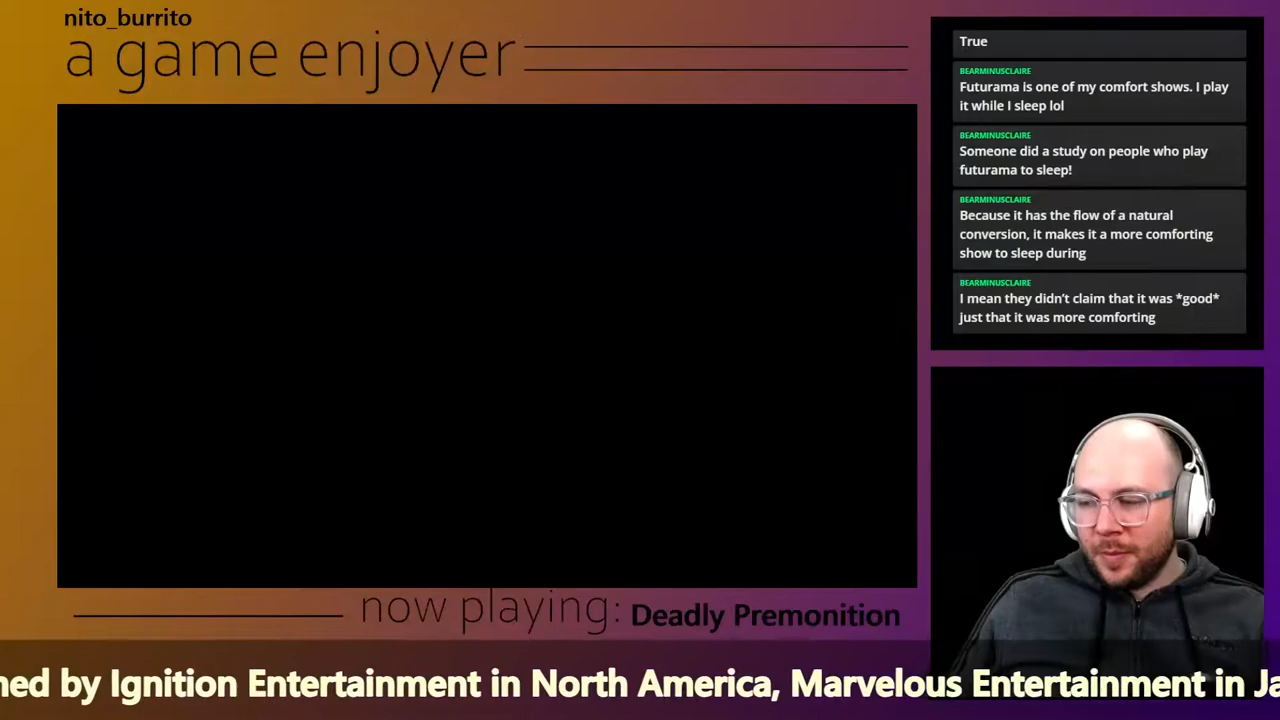 nito_burrito
a game enjoyer
True
BEARMINUSCLAIRE
Futurama is one of my comfort shows. I play
it while I sleep lol
BEARMINUSCLAIRE
Someone did a study on people who play
futurama to sleep!
BEARMINUSCLAIRE
Because it has the flow of a natural
conversion, it makes it a more comforting
show to sleep during
BEARMINUSCLAIRE
I mean they didn't claim that it was *good*
just that it was more comforting
now playing: Deadly Premonition
ned by Ignition Entertainment in North America, Marvelous Entertainment in Ja